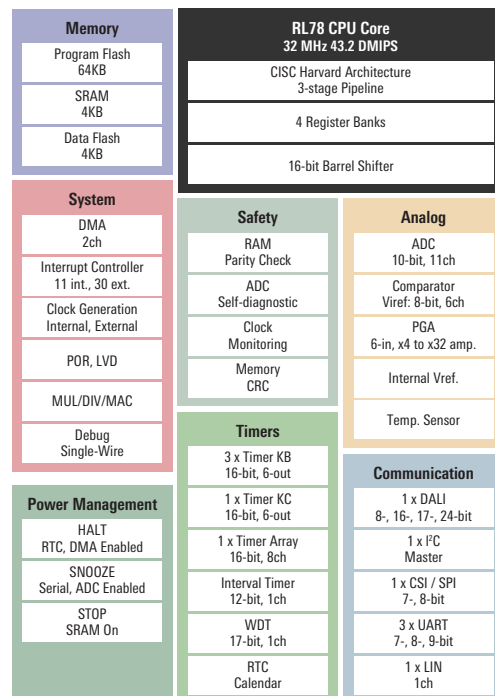 Memory
Program Flash
64KB
SRAM
4KB
Data Flash
4KB
RL78 CPU Core
32 MHz 43.2 DMIPS
CISC Harvard Architecture
3-stage Pipeline
4 Register Banks
16-bit Barrel Shifter
System
DMA
2ch
Interrupt Controller
11 int., 30 ext.
Clock Generation
Internal, External
POR, LVD
MUL/DIV/MAC
Debug
Single-Wire
Safety
RAM
Parity Check
ADC
Self-diagnostic
Clock
Monitoring
Memory
CRC
Analog
ADC
10-bit, 11ch
Comparator
Viref: 8-bit, 6ch
PGA
6-in, x4 to x32 amp.
Internal Vref.
Temp. Sensor
Power Management
HALT
RTC, DMA Enabled
SNOOZE
Serial, ADC Enabled
STOP
SRAM On
Timers
3 x Timer KB
16-bit, 6-out
1 x Timer KC
16-bit, 6-out
1 x Timer Array
16-bit, 8ch
Interval Timer
12-bit, 1ch
WDT
17-bit, 1ch
RTC
Calendar
Communication
1 x DALI
8-, 16-, 17-, 24-bit
1 x I²C
Master
1 x CSI / SPI
7-, 8-bit
3 x UART
7-, 8-, 9-bit
1 x LIN
1ch